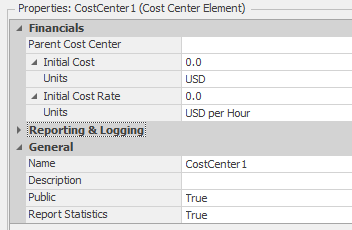 Properties: CostCenter1 (Cost Center Element)
Financials
Parent Cost Center
Initial Cost 0.0
Units USD
Initial Cost Rate 0.0
Units USD per Hour
Reporting & Logging
General
Name CostCenter1
Description
Public True
Report Statistics True